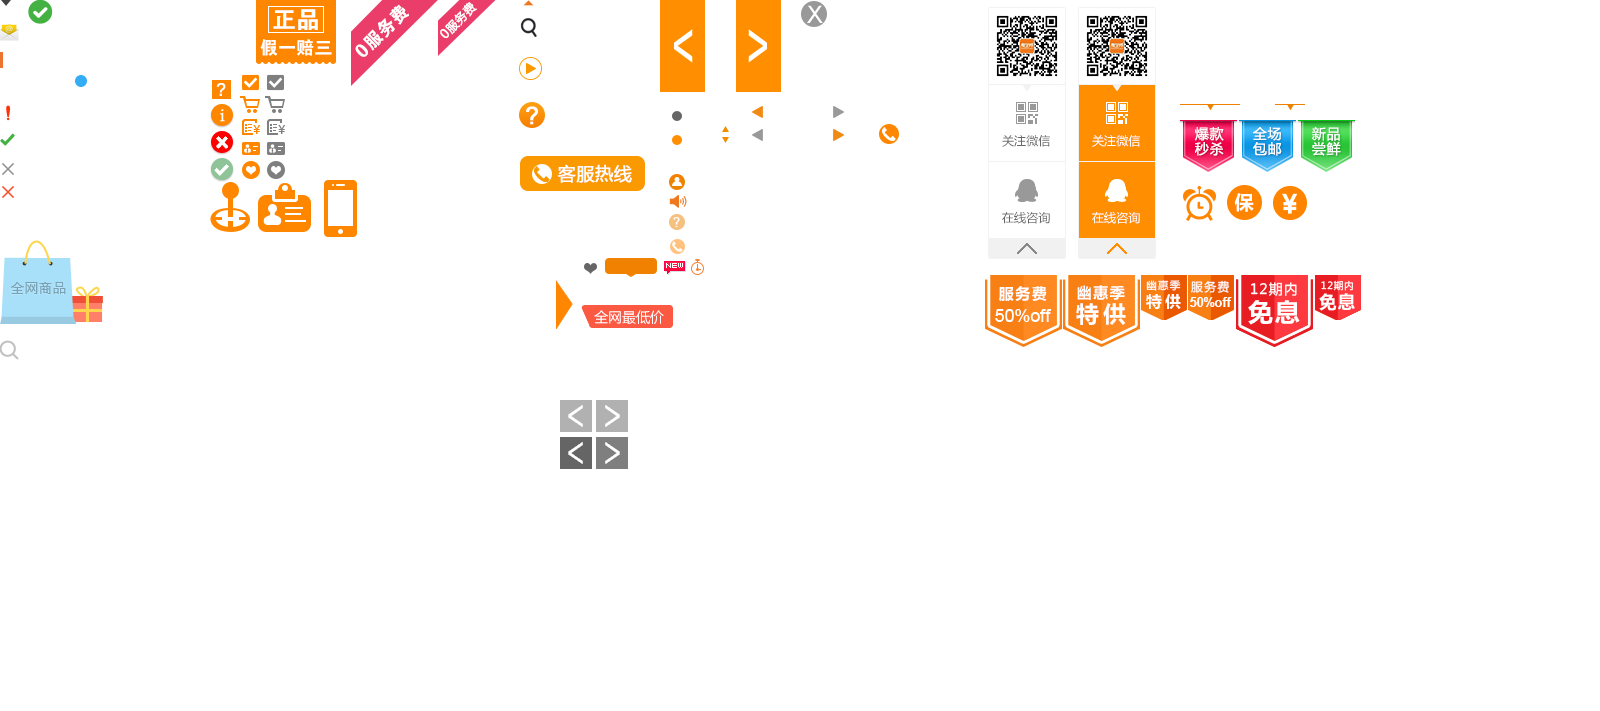 正品
假一赔三
0服务费
0服务费
X
?
i
¥
¥
?
客服热线
?
NEW
全网商品
全网最低价
关注微信
关注微信
在线咨询
在线咨询
爆款
秒杀
全场
包邮
新品
尝鲜
保
¥
服务费
50%off
幽惠季
特供
幽惠季
特供
服务费
50%off
12期内
免息
12期内
免息